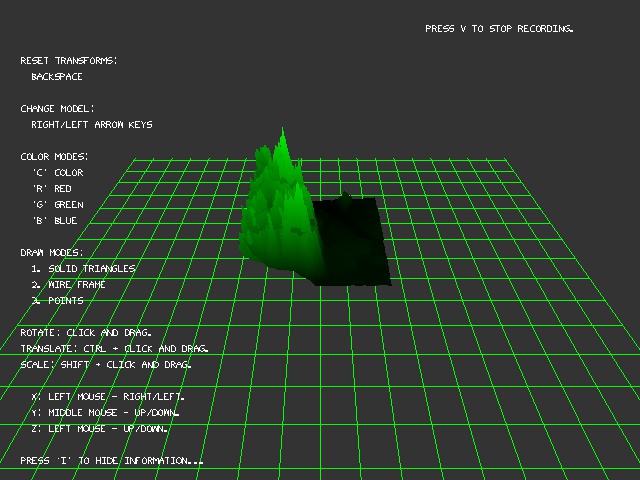 PRESS V TO STOP RECORDING.
RESET TRANSFORMS:
BACKSPACE
CHANGE MODEL:
RIGHT/LEFT ARROW KEYS
COLOR MODES:
'C' COLOR
'R' RED
'G' GREEN
'B' BLUE
DRAW MODES:
1. SOLID TRIANGLES
2. WIRE FRAME
3. POINTS
ROTATE: CLICK AND DRAG.
TRANSLATE: CTRL + CLICK AND DRAG.
SCALE: SHIFT + CLICK AND DRAG.
X: LEFT MOUSE - RIGHT/LEFT.
Y: MIDDLE MOUSE - UP/DOWN.
Z: LEFT MOUSE - UP/DOWN.
PRESS 'I' TO HIDE INFORMATION...